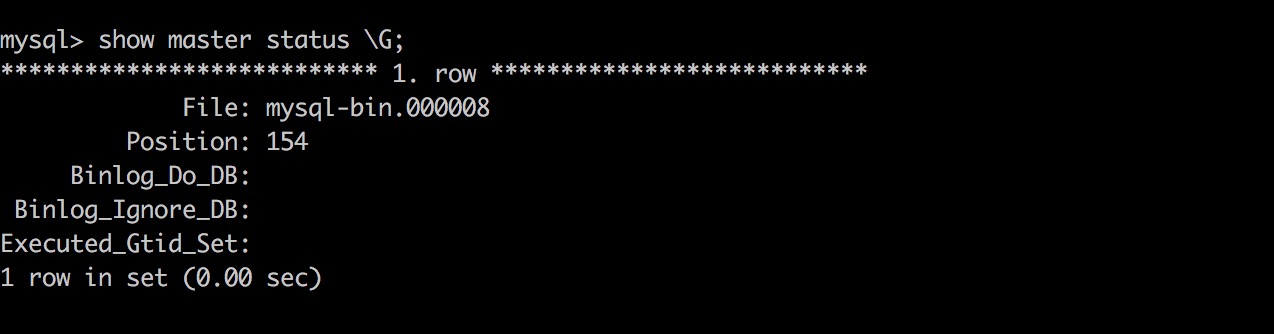 mysql> show master status \G;
*************************** 1. row ***************************
File: mysql-bin.000008
Position: 154
Binlog_Do_DB:
Binlog_Ignore_DB:
Executed_Gtid_Set:
1 row in set (0.00 sec)